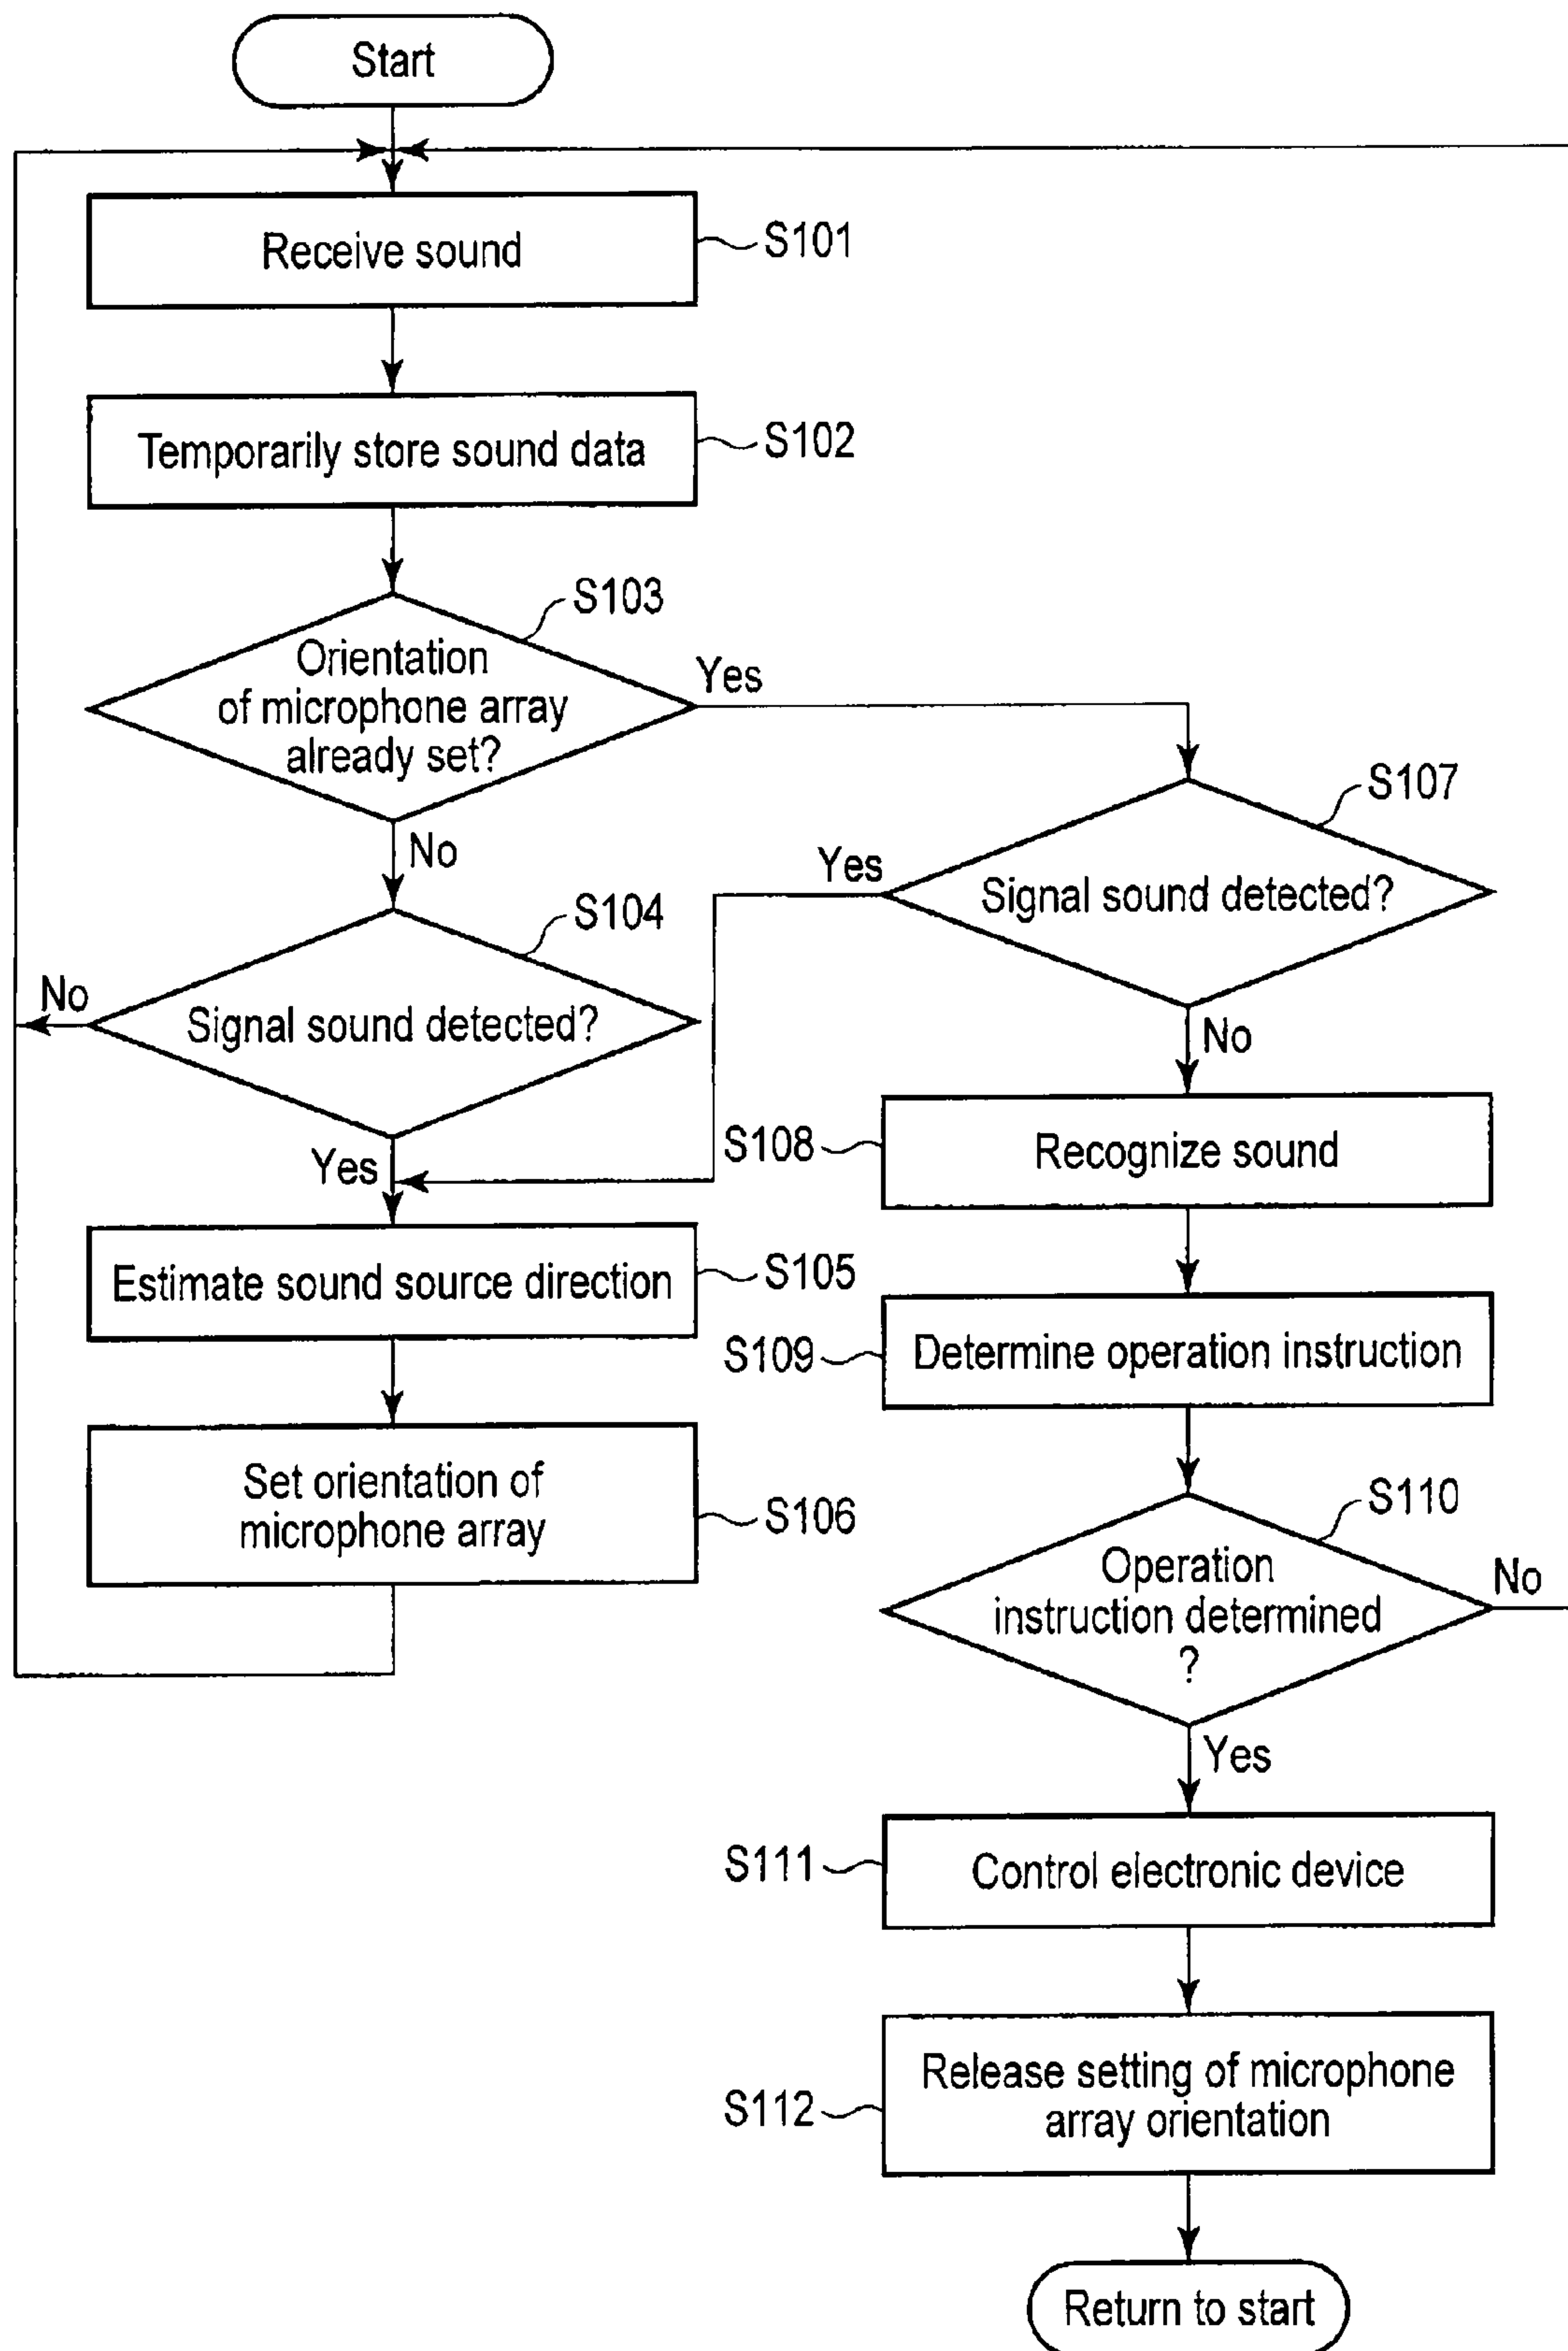 Start
Receive sound
S101
Temporarily store sound data
S102
S103
Orientation
of microphone array
already set?
Yes
No
S107
Signal sound detected?
Yes
No
S104
Signal sound detected?
No
Yes
S105
Estimate sound source direction
S106
Set orientation of
microphone array
S108
Recognize sound
S109
Determine operation instruction
S110
Operation
instruction determined
?
No
Yes
S111
Control electronic device
S112
Release setting of microphone
array orientation
Return to start